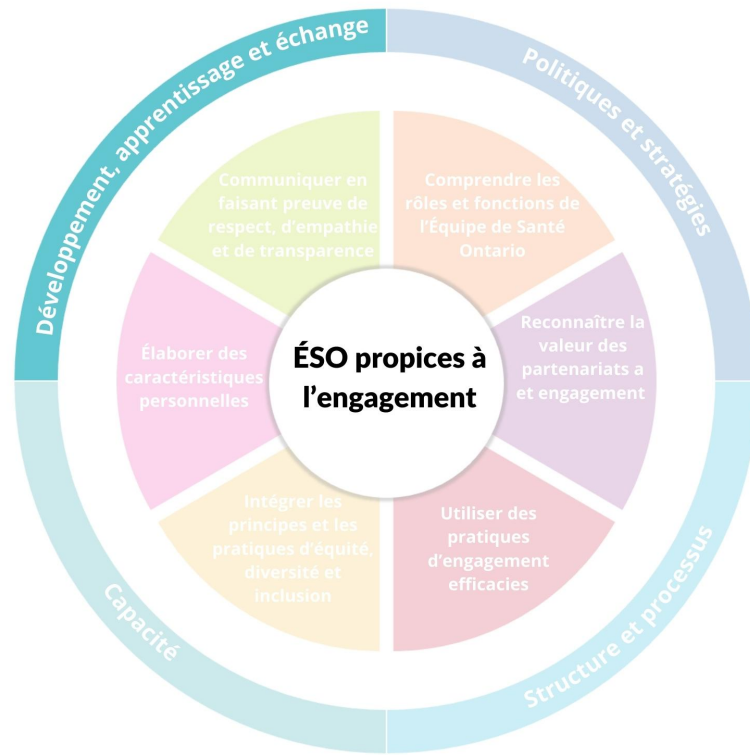 Développement, apprentissage et échange
Politiques et stratégies
Communiquer en
faisant preuve de
respect, d'empathie
et de transparence
Comprendre les
rôles et fonctions de
l'Équipe de Santé
Ontario
Élaborer des
caractéristiques
personnelles
ÉSO propices à
l'engagement
Reconnaître la
valeur des
partenariats a
et engagement
Intégrer les
principes et les
pratiques d'équité,
diversité et
inclusion
Utiliser des
pratiques
d'engagement
efficacies
Capacité
Structure et processus